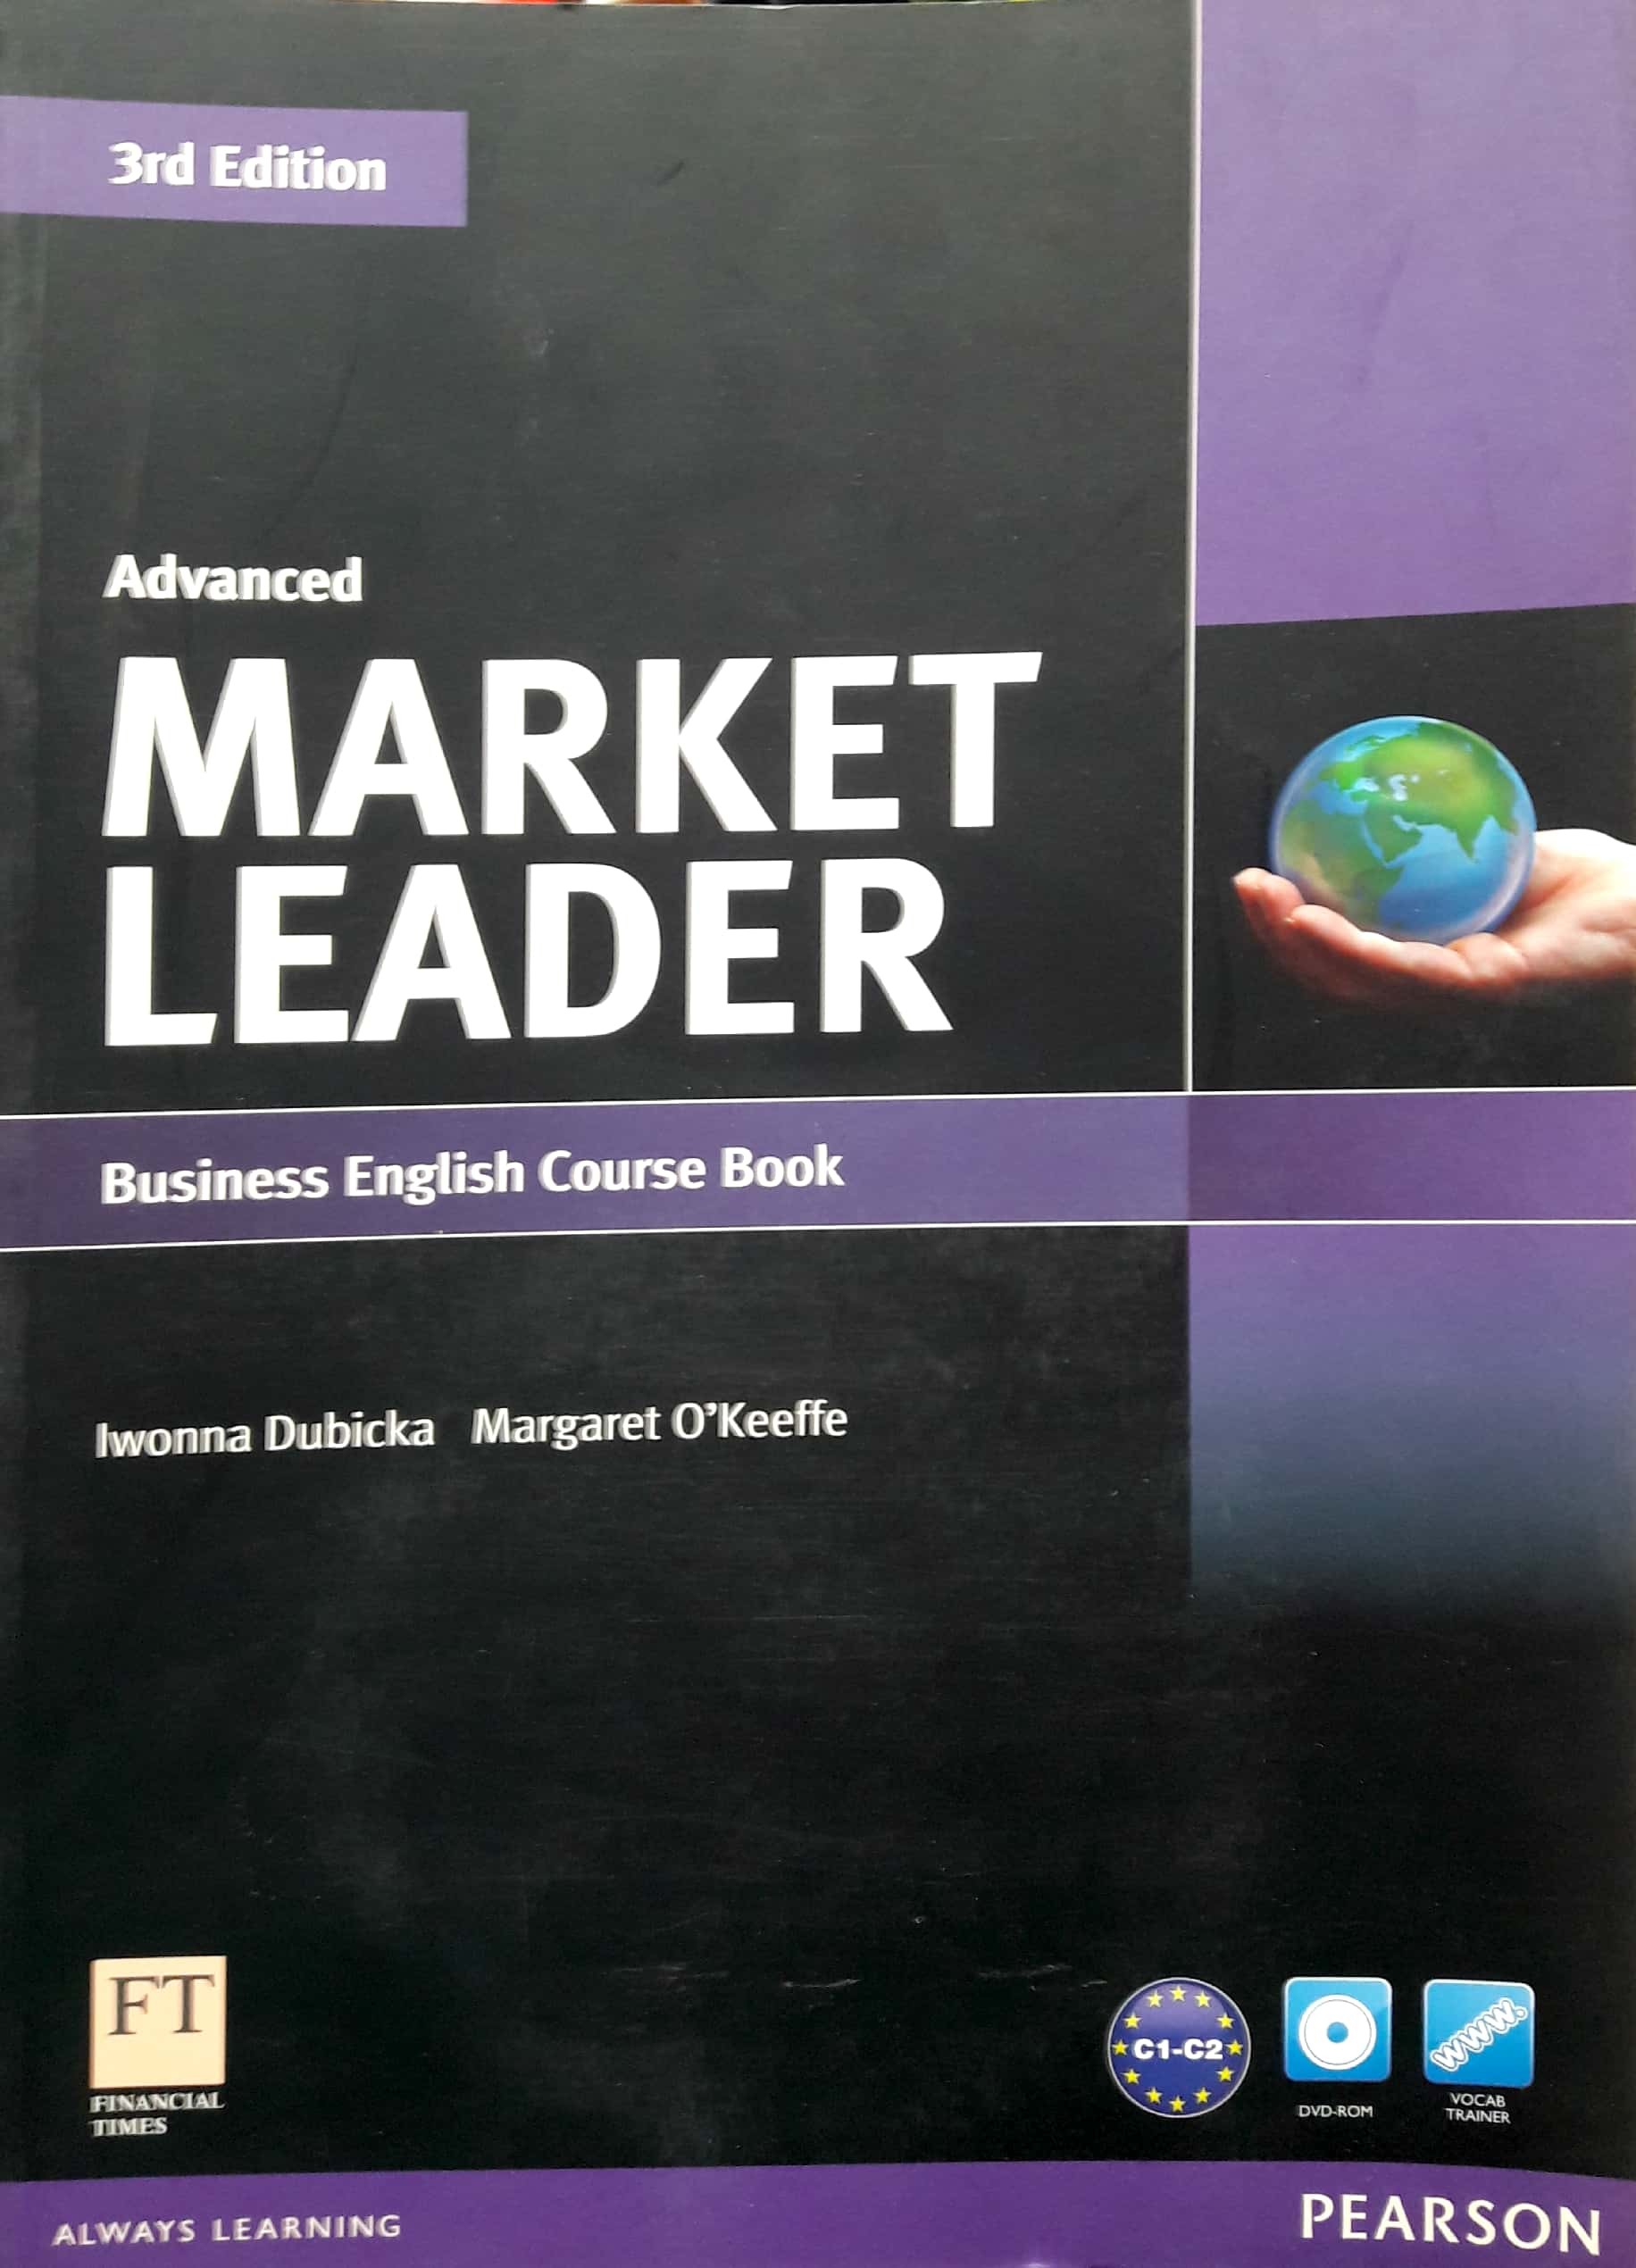 3rd Edition
Advanced
MARKET
LEADER
Business English Course Book
Iwonna Dubicka Margaret O'Keeffe
FT
FINANCIAL
TIMES
C1-C2
DVD-ROM
www.
VOCAB
TRAINER
ALWAYS LEARNING
PEARSON